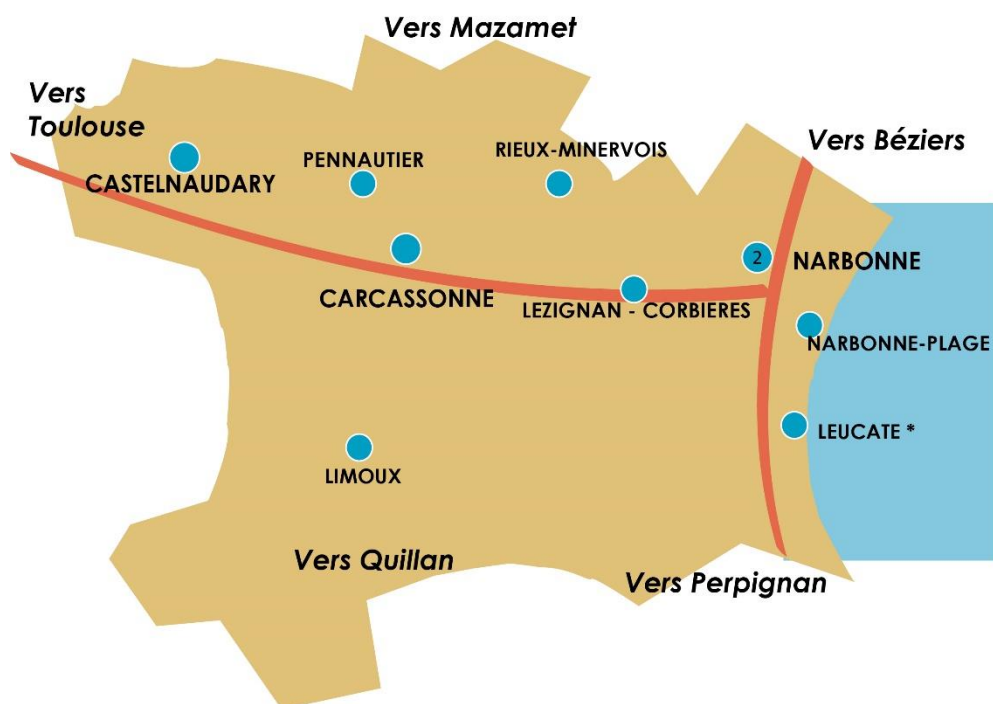 Vers Mazamet
Vers
Toulouse
Vers Béziers
RIEUX-MINERVOIS
PENNAUTIER
CASTELNAUDARY
2
NARBONNE
CARCASSONNE
LEZIGNAN - CORBIERES
NARBONNE-PLAGE
LEUCATE *
LIMOUX
Vers Quillan
Vers Perpignan